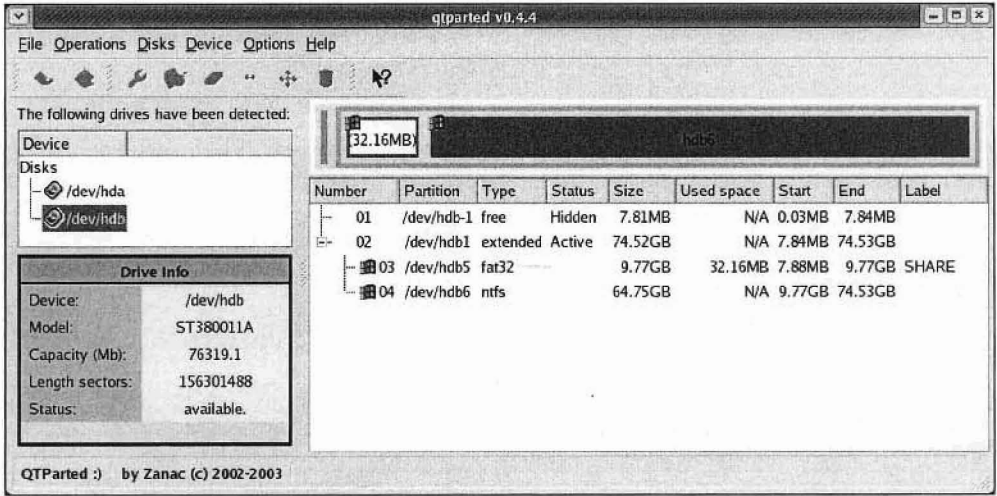 qtparted v0.4.4
File Operations Disks Device Options Help
The following drives have been detected:
Device
Disks
/dev/hda
/dev/hdb
(32.16MB)
hdb6
Number Partition Type Status Size Used space Start End Label
01 /dev/hdb-1 free Hidden 7.81MB N/A 0.03MB 7.84MB
02 /dev/hdb1 extended Active 74.52GB N/A 7.84MB 74.53GB
03 /dev/hdb5 fat32 9.77GB 32.16MB 7.88MB 9.77GB SHARE
04 /dev/hdb6 ntfs 64.75GB N/A 9.77GB 74.53GB
Drive Info
Device: /dev/hdb
Model: ST380011A
Capacity (Mb): 76319.1
Length sectors: 156301488
Status: available.
QTParted :) by Zanac (c) 2002-2003